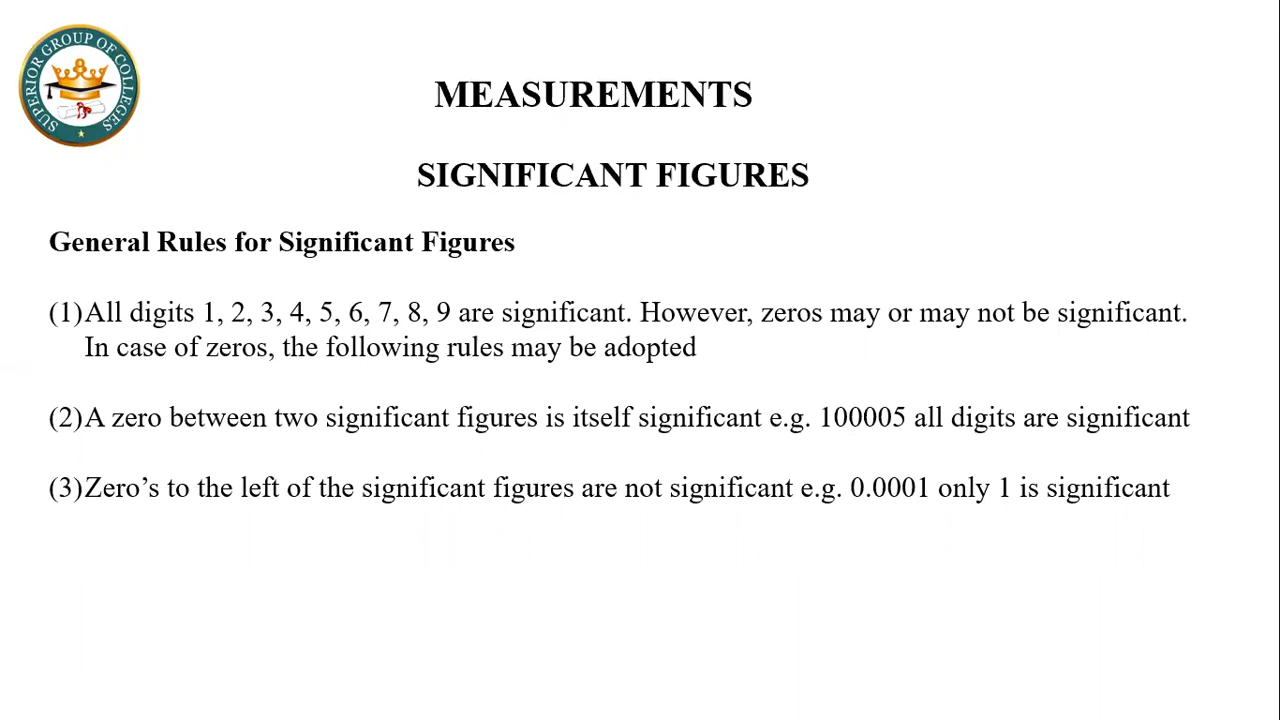 SUPERIOR GROUP OF COLLEGES
MEASUREMENTS
SIGNIFICANT FIGURES
General Rules for Significant Figures
(1)All digits 1, 2, 3, 4, 5, 6, 7, 8, 9 are significant. However, zeros may or may not be significant.
In case of zeros, the following rules may be adopted
(2)A zero between two significant figures is itself significant e.g. 100005 all digits are significant
(3)Zero’s to the left of the significant figures are not significant e.g. 0.0001 only 1 is significant